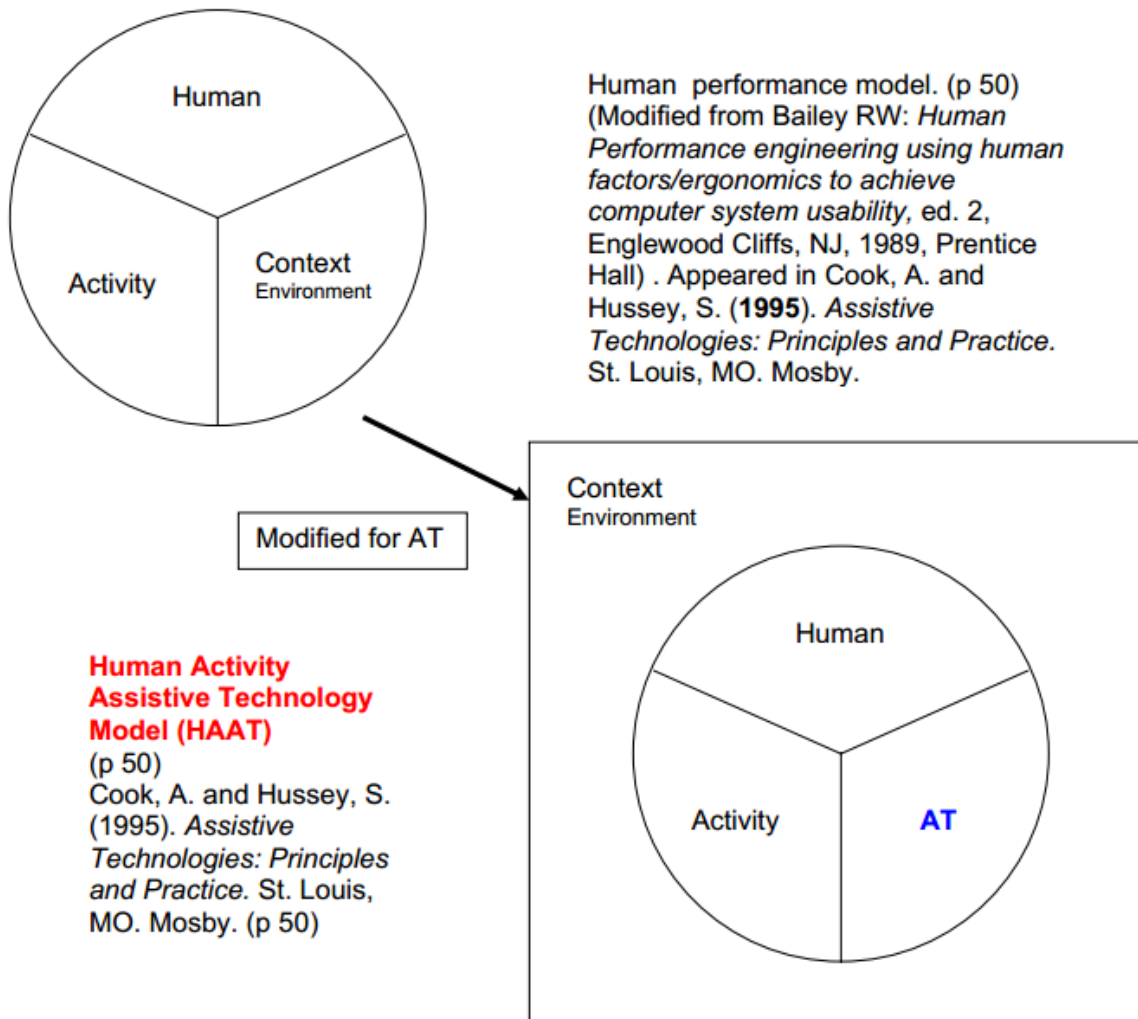 Human
Activity
Context
Environment
Human performance model. (p 50)
(Modified from Bailey RW: Human
Performance engineering using human
factors/ergonomics to achieve
computer system usability, ed. 2,
Englewood Cliffs, NJ, 1989, Prentice
Hall) . Appeared in Cook, A. and
Hussey, S. (1995). Assistive
Technologies: Principles and Practice.
St. Louis, MO. Mosby.
Modified for AT
Context
Environment
Human
Activity
AT
Human Activity
Assistive Technology
Model (HAAT)
(p 50)
Cook, A. and Hussey, S.
(1995). Assistive
Technologies: Principles
and Practice. St. Louis,
MO. Mosby. (p 50)